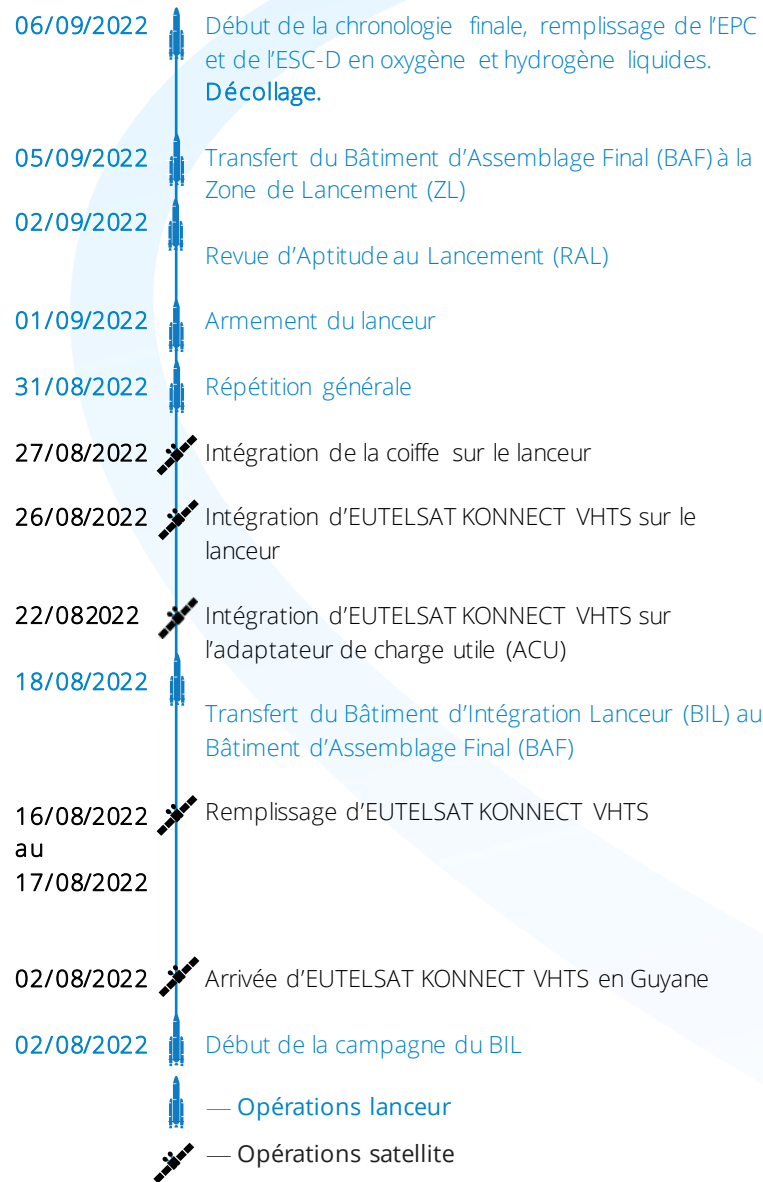 06/09/2022 Début de la chronologie finale, remplissage de l’EPC
et de l’ESC-D en oxygène et hydrogène liquides.
Décollage.
05/09/2022 Transfert du Bâtiment d’Assemblage Final (BAF) à la
Zone de Lancement (ZL)
02/09/2022
Revue d’Aptitude au Lancement (RAL)
01/09/2022 Armement du lanceur
31/08/2022 Répétition générale
27/08/2022 Intégration de la coiffe sur le lanceur
26/08/2022 Intégration d’EUTELSAT KONNECT VHTS sur le
lanceur
22/082022 Intégration d’EUTELSAT KONNECT VHTS sur
l’adaptateur de charge utile (ACU)
18/08/2022
Transfert du Bâtiment d’Intégration Lanceur (BIL) au
Bâtiment d’Assemblage Final (BAF)
16/08/2022 Remplissage d’EUTELSAT KONNECT VHTS
au
17/08/2022
02/08/2022 Arrivée d’EUTELSAT KONNECT VHTS en Guyane
02/08/2022 Début de la campagne du BIL
— Opérations lanceur
— Opérations satellite